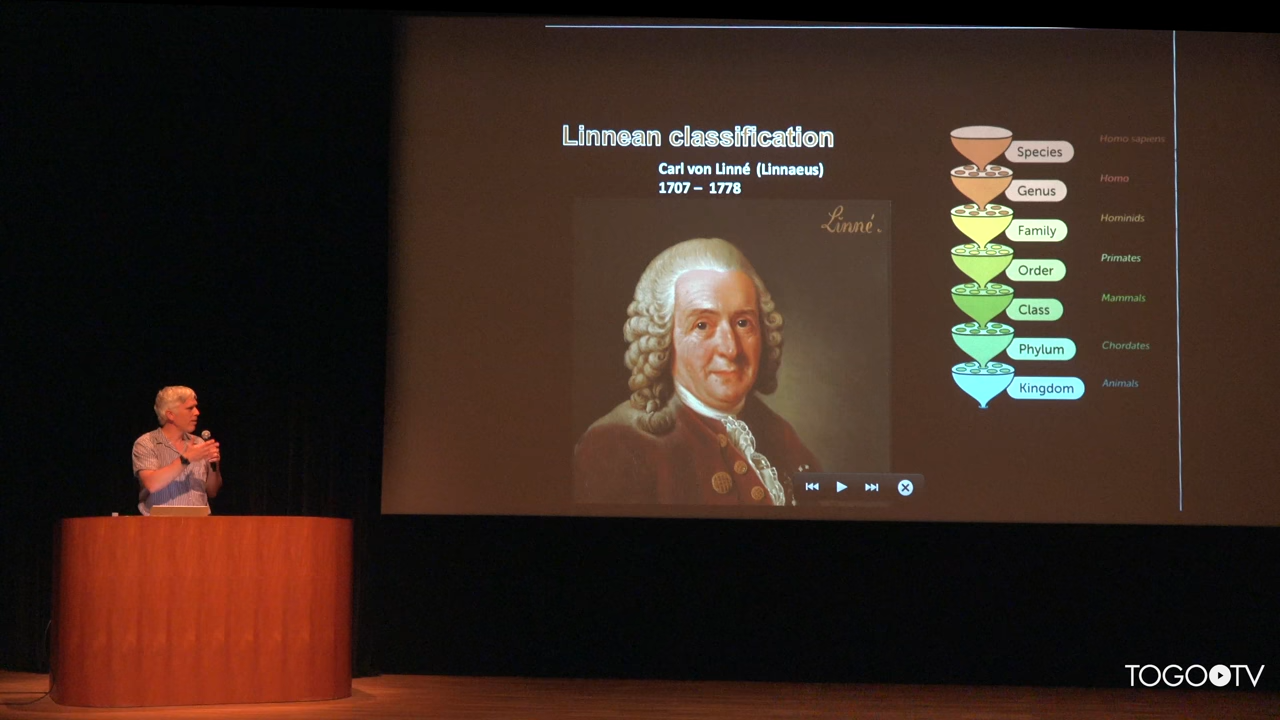 Linnean classification
Carl von Linné (Linnaeus)
1707 – 1778
Linné.
Species
Homo sapiens
Genus
Homo
Family
Hominids
Order
Primates
Class
Mammals
Phylum
Chordates
Kingdom
Animals
TOGO TV